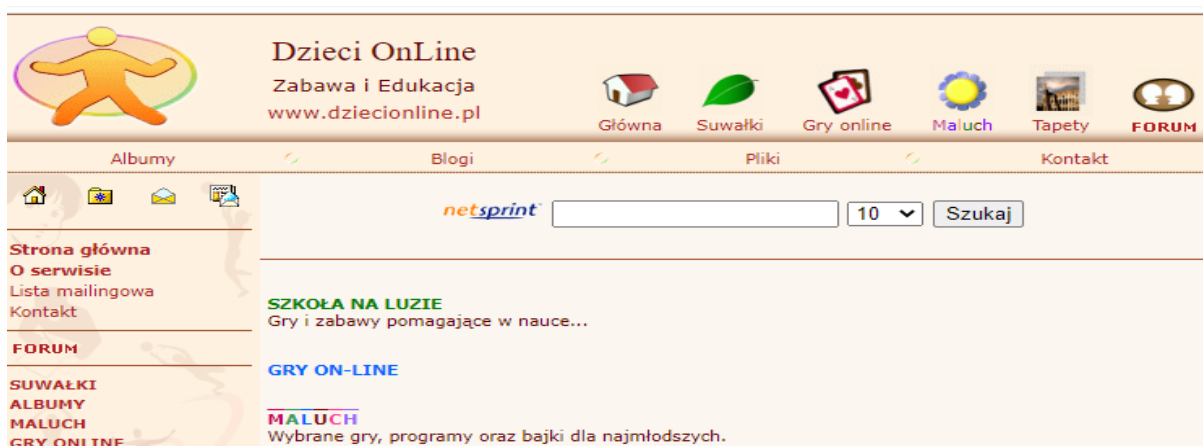 Dzieci OnLine
Zabawa i Edukacja
www.dziecionline.pl
Główna Suwałki Gry online Maluch Tapety FORUM
Albumy Blogi Pliki Kontakt
netsprint 10 Szukaj
Strona główna
O serwisie
Lista mailingowa
Kontakt
FORUM
SUWAŁKI
ALBUMY
MALUCH
GRY ONLINE
SZKOŁA NA LUZIE
Gry i zabawy pomagające w nauce...
GRY ON-LINE
MALUCH
Wybrane gry, programy oraz bajki dla najmłodszych.